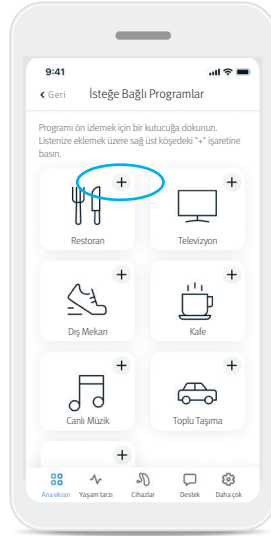 9:41
Geri
İsteğe Bağlı Programlar
Programı ön izlemek için bir kutucuğa dokunun.
Listenize eklemek üzere sağ üst köşedeki "+" işaretine
basın.
+ +
Restoran Televizyon
+ +
Dış Mekan Kafe
+ +
Canlı Müzik Toplu Taşıma
+
Ana ekran Yaşam tarzı Cihazlar Destek Daha çok